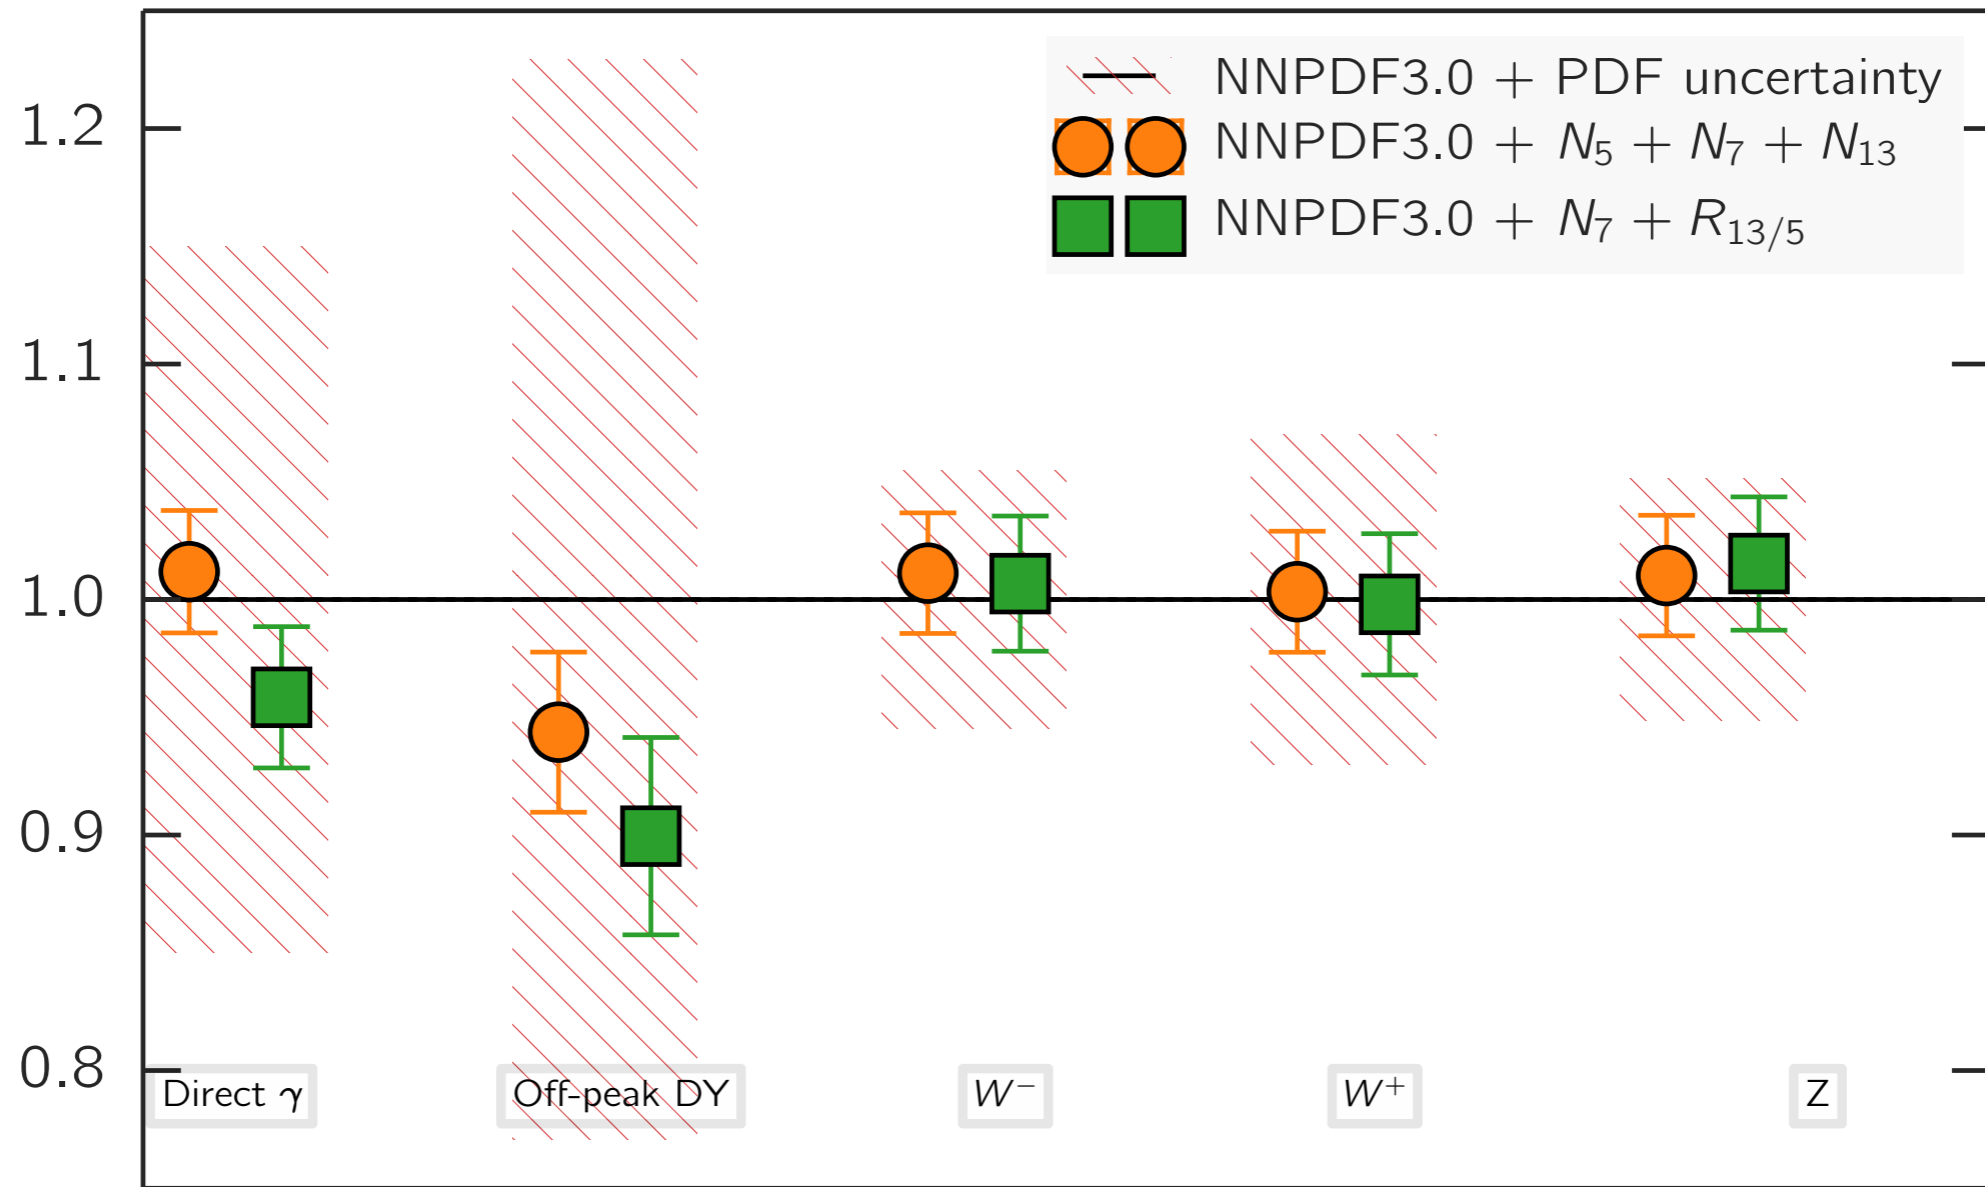 NNPDF3.0 + PDF uncertainty
NNPDF3.0 + N₅ + N₇ + N₁₃
NNPDF3.0 + N₇ + R₁₃/₅
1.2
1.1
1.0
0.9
0.8
Direct γ
Off-peak DY
W⁻
W⁺
Z